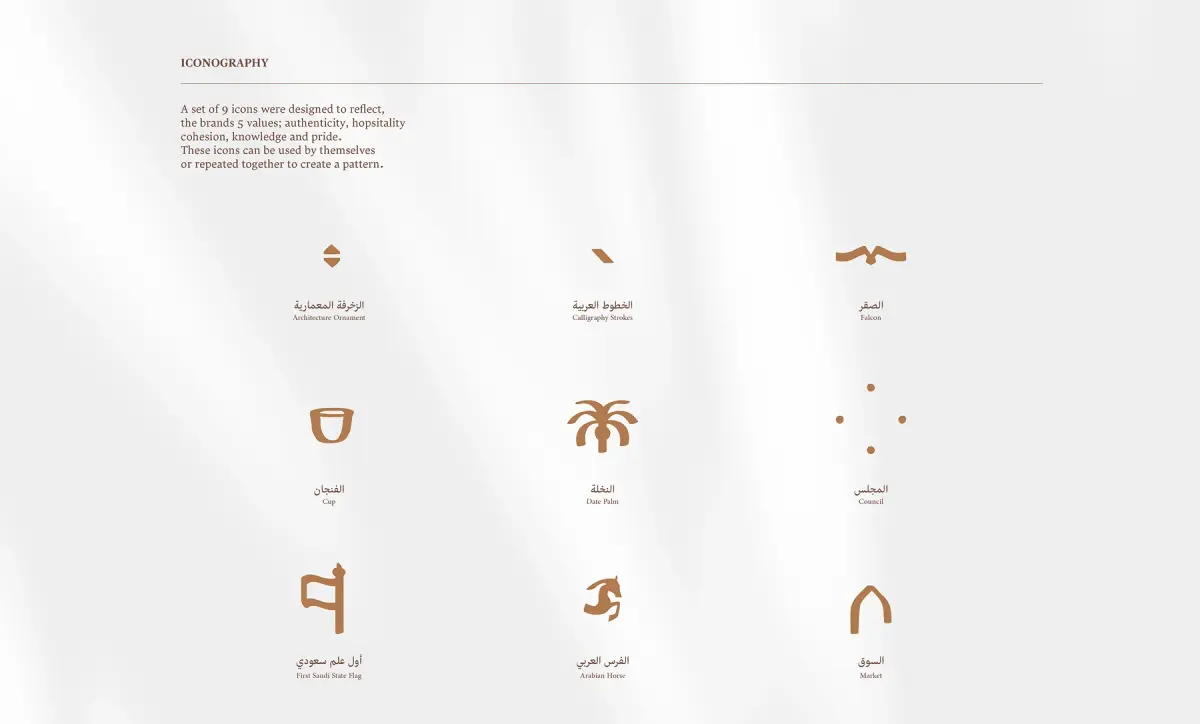 ICONOGRAPHY
A set of 9 icons were designed to reflect,
the brands 5 values; authenticity, hopsitality
cohesion, knowledge and pride.
These icons can be used by themselves
or repeated together to create a pattern.
الزخرفة المعمارية
Architecture Ornament
الخطوط العربية
Calligraphy Strokes
الصقر
Falcon
الفنجان
Cup
النخلة
Date Palm
المجلس
Council
أول علم سعودي
First Saudi State Flag
الفرس العربي
Arabian Horse
السوق
Market